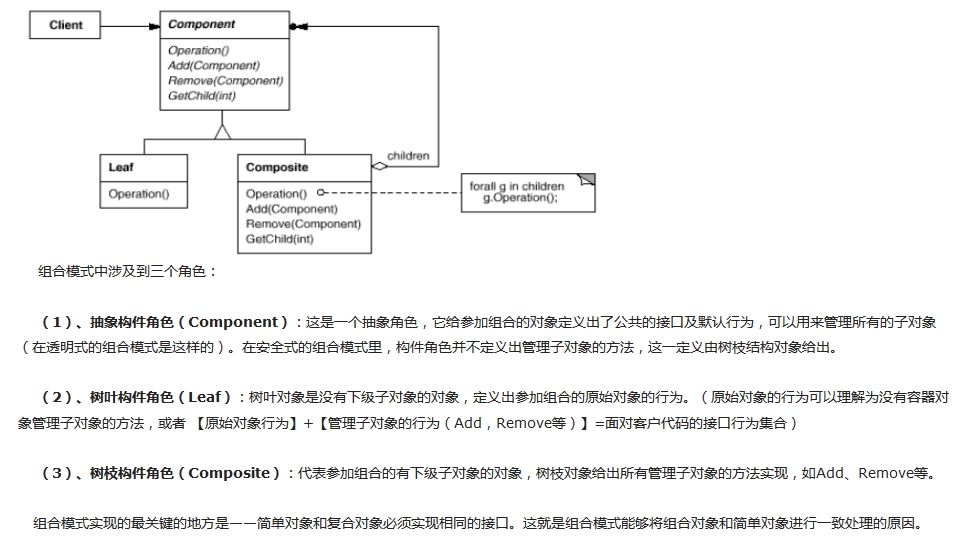 Client
Component
Operation()
Add(Component)
Remove(Component)
GetChild(int)
Leaf
Operation()
Composite
Operation()
Add(Component)
Remove(Component)
GetChild(int)
children
forall g in children
g.Operation();
组合模式中涉及到三个角色：
（1）、抽象构件角色（Component）：这是一个抽象角色，它给参加组合的对象定义出了公共的接口及默认行为，可以用来管理所有的子对象
（在透明式的组合模式是这样的）。在安全式的组合模式里，构件角色并不定义出管理子对象的方法，这一定义由树枝结构对象给出。
（2）、树叶构件角色（Leaf）：树叶对象是没有下级子对象的对象，定义出参加组合的原始对象的行为。（原始对象的行为可以理解为没有容器对
象管理子对象的方法，或者 【原始对象行为】+【管理子对象的行为（Add，Remove等）】=面对客户代码的接口行为集合）
（3）、树枝构件角色（Composite）：代表参加组合的有下级子对象的对象，树枝对象给出所有管理子对象的方法实现，如Add、Remove等。
组合模式实现的最关键的地方是——简单对象和复合对象必须实现相同的接口。这就是组合模式能够将组合对象和简单对象进行一致处理的原因。